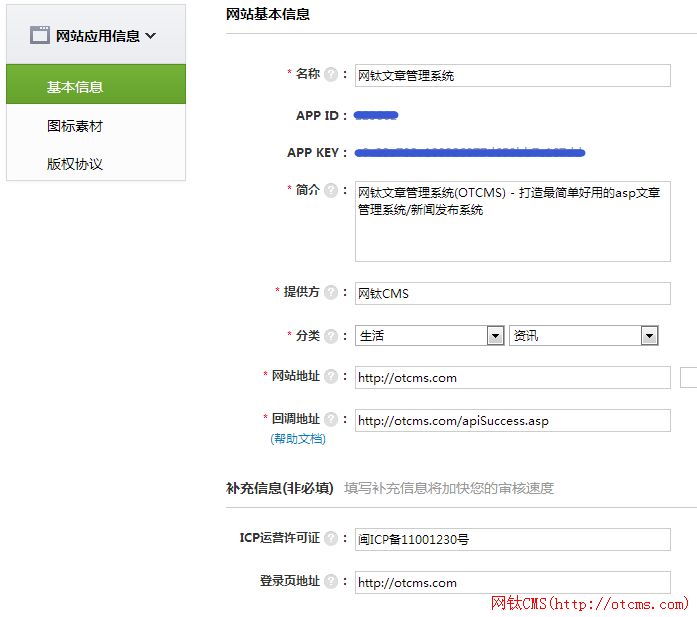 网站应用信息
基本信息
图标素材
版权协议
网站基本信息
* 名称 ? : 网钛文章管理系统
APP ID :
APP KEY :
* 简介 ? : 网钛文章管理系统(OTCMS) - 打造最简单好用的asp文章
管理系统/新闻发布系统
* 提供方 ? : 网钛CMS
* 分类 ? : 生活 资讯
* 网站地址 ? : http://otcms.com
* 回调地址 ? : http://otcms.com/apiSuccess.asp
(帮助文档)
补充信息(非必填) 填写补充信息将加快您的审核速度
ICP运营许可证 ? : 闽ICP备11001230号
登录页地址 ? : http://otcms.com
网钛CMS(http://otcms.com)